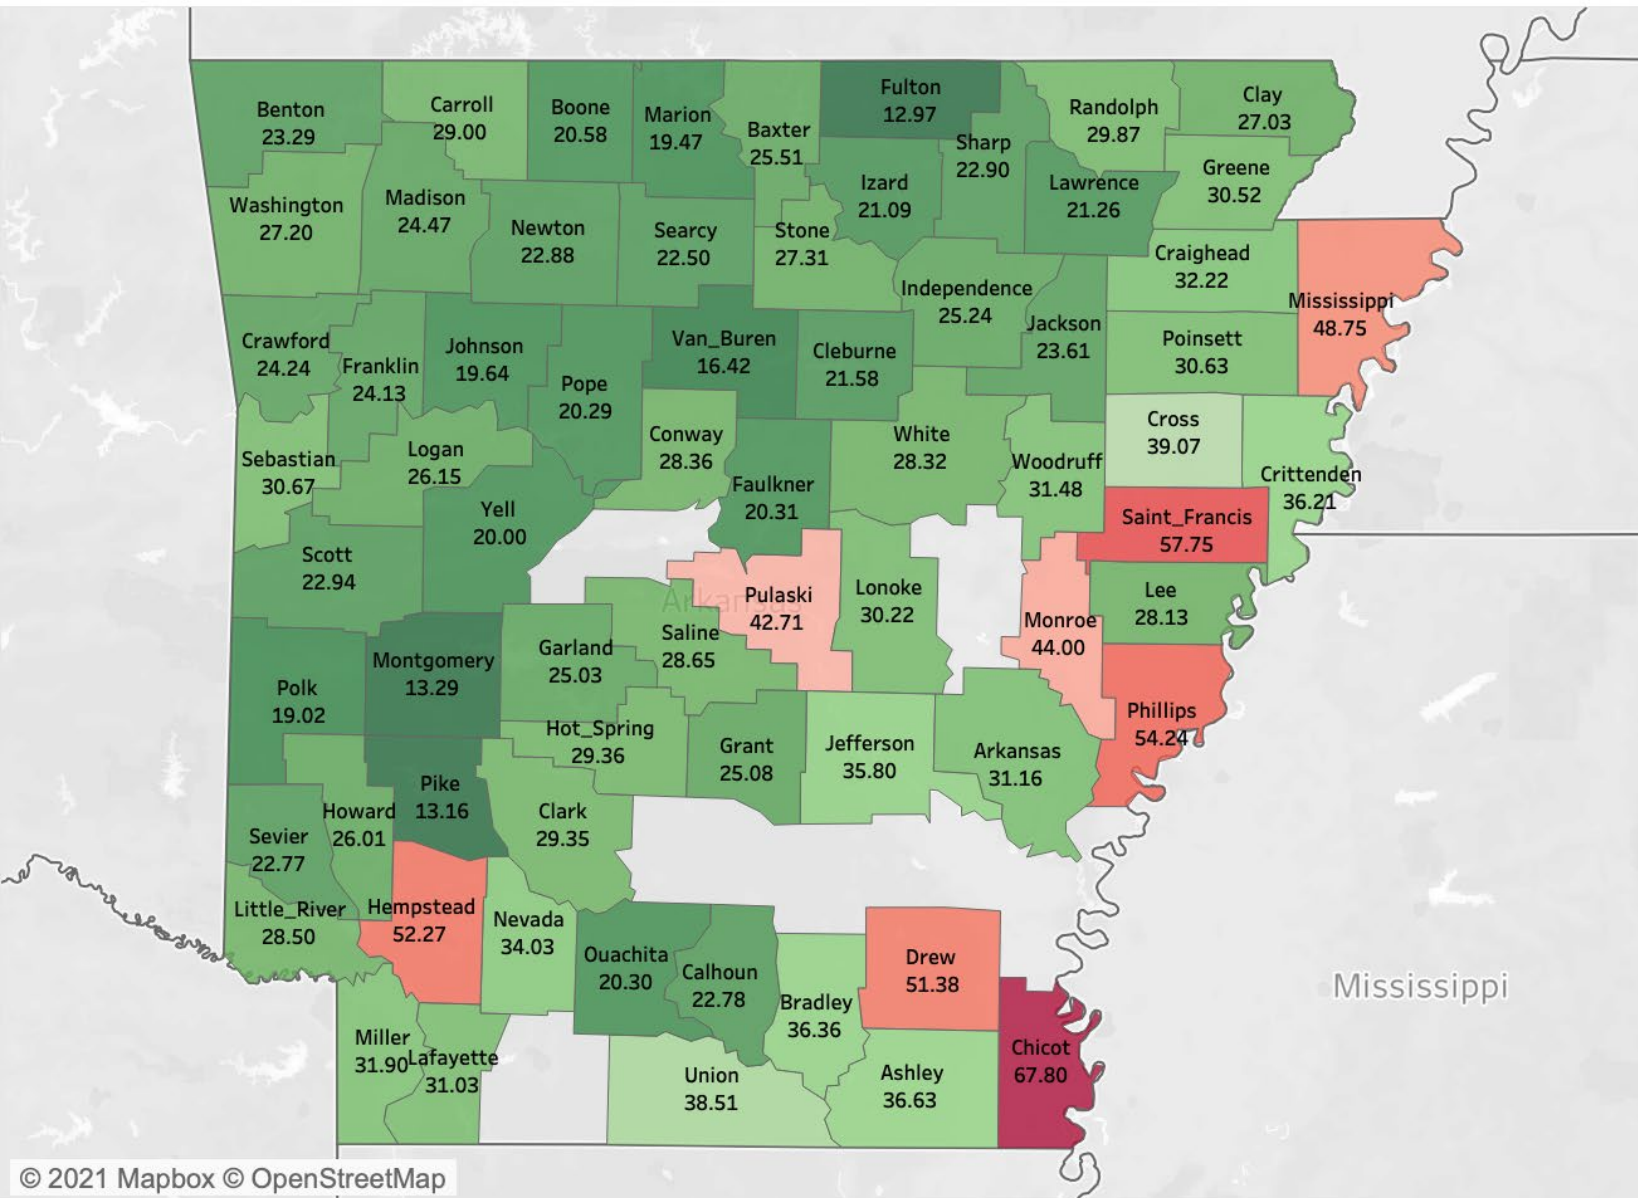 Benton
23.29
Carroll
29.00
Boone
20.58
Marion
19.47
Baxter
25.51
Fulton
12.97
Sharp
22.90
Randolph
29.87
Clay
27.03
Washington
27.20
Madison
24.47
Newton
22.88
Searcy
22.50
Stone
27.31
Izard
21.09
Lawrence
21.26
Greene
30.52
Craighead
32.22
Mississippi
48.75
Independence
25.24
Jackson
23.61
Poinsett
30.63
Crawford
24.24
Franklin
24.13
Johnson
19.64
Pope
20.29
Van_Buren
16.42
Cleburne
21.58
Sebastian
30.67
Logan
26.15
Conway
28.36
Faulkner
20.31
White
28.32
Woodruff
31.48
Cross
39.07
Crittenden
36.21
Yell
20.00
Saint_Francis
57.75
Scott
22.94
Arkansas
Pulaski
42.71
Lonoke
30.22
Monroe
44.00
Lee
28.13
Polk
19.02
Montgomery
13.29
Garland
25.03
Saline
28.65
Phillips
54.24
Hot_Spring
29.36
Grant
25.08
Jefferson
35.80
Arkansas
31.16
Sevier
22.77
Howard
26.01
Pike
13.16
Clark
29.35
Little_River
28.50
Hempstead
52.27
Nevada
34.03
Ouachita
20.30
Calhoun
22.78
Bradley
36.36
Drew
51.38
Mississippi
Miller
31.90
Lafayette
31.03
Union
38.51
Ashley
36.63
Chicot
67.80
© 2021 Mapbox © OpenStreetMap